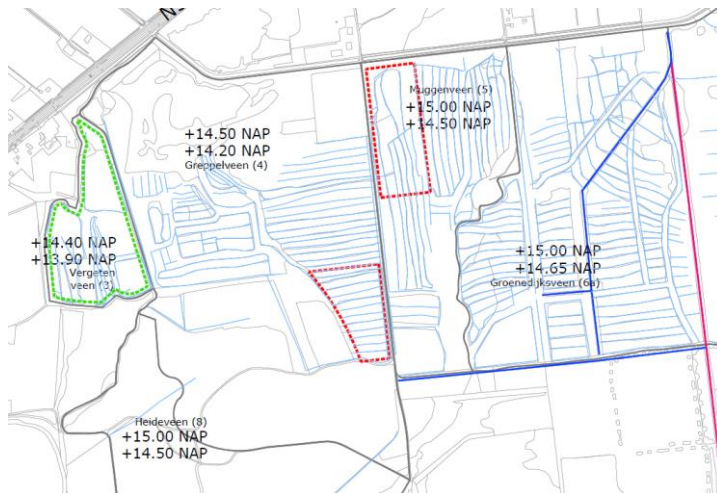 Muggenveen (5)
+15.00 NAP
+14.50 NAP
+14.50 NAP
+14.20 NAP
Greppelveen (4)
+14.40 NAP
+13.90 NAP
Vergeten
veen (3)
+15.00 NAP
+14.65 NAP
Groenedijksveen (6a)
Heideveen (8)
+15.00 NAP
+14.50 NAP